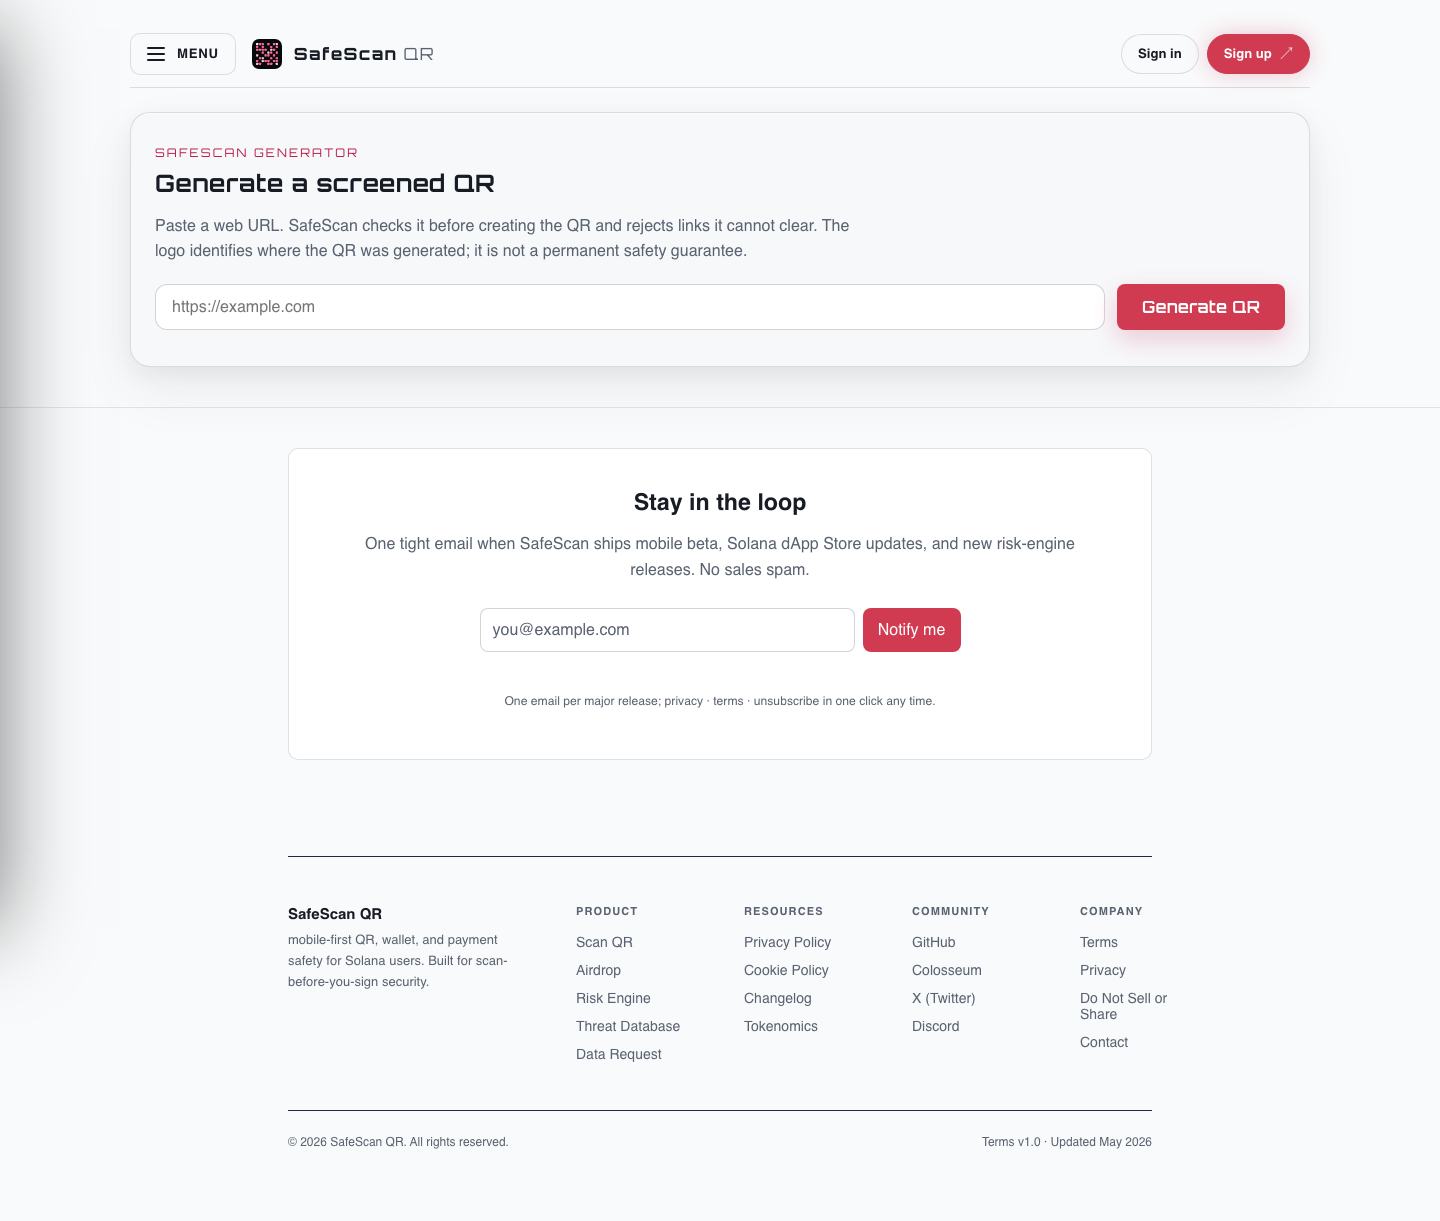 MENU
SafeScan QR
Sign in
Sign up ↗
SAFESCAN GENERATOR
Generate a screened QR
Paste a web URL. SafeScan checks it before creating the QR and rejects links it cannot clear. The
logo identifies where the QR was generated; it is not a permanent safety guarantee.
https://example.com
Generate QR
Stay in the loop
One tight email when SafeScan ships mobile beta, Solana dApp Store updates, and new risk-engine
releases. No sales spam.
you@example.com
Notify me
One email per major release; privacy · terms · unsubscribe in one click any time.
SafeScan QR
mobile-first QR, wallet, and payment
safety for Solana users. Built for scan-
before-you-sign security.
PRODUCT
Scan QR
Airdrop
Risk Engine
Threat Database
Data Request
RESOURCES
Privacy Policy
Cookie Policy
Changelog
Tokenomics
COMMUNITY
GitHub
Colosseum
X (Twitter)
Discord
COMPANY
Terms
Privacy
Do Not Sell or
Share
Contact
© 2026 SafeScan QR. All rights reserved.
Terms v1.0 · Updated May 2026